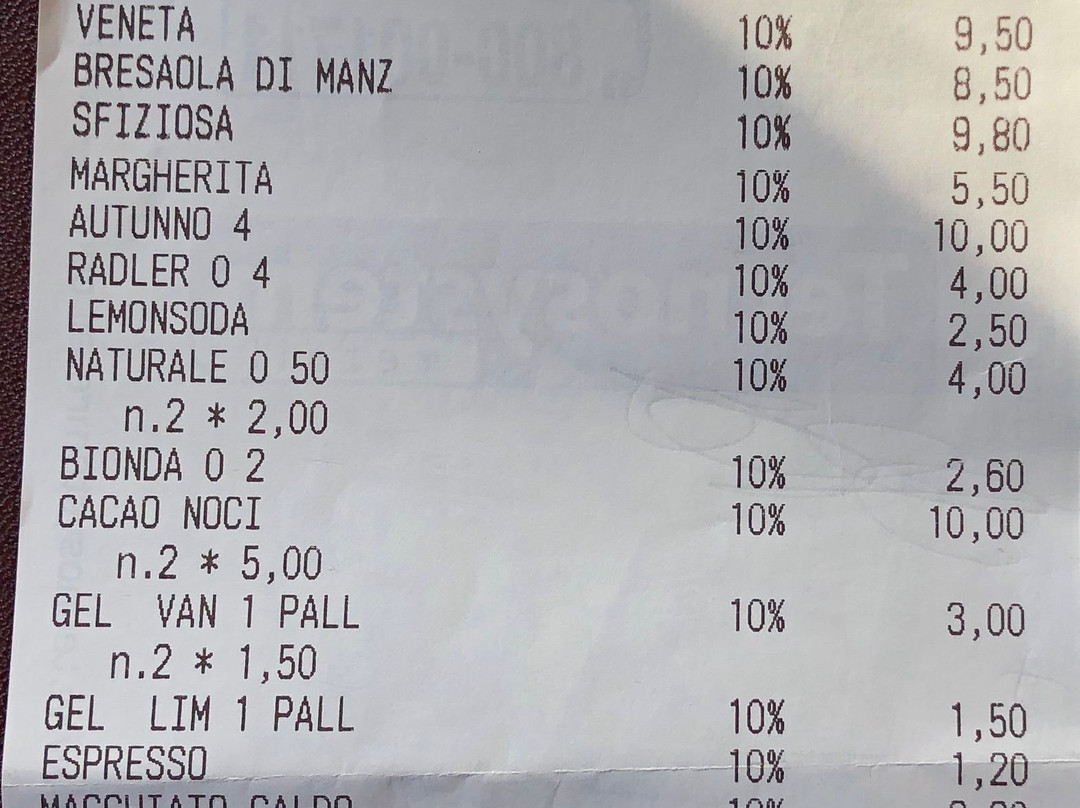 VENETA 10% 9,50
BRESAOLA DI MANZ 10% 8,50
SFIZIOSA 10% 9,80
MARGHERITA 10% 5,50
AUTUNNO 4 10% 10,00
RADLER 0 4 10% 4,00
LEMONSODA 10% 2,50
NATURALE 0 50 10% 4,00
n.2 * 2,00
BIONDA 0 2 10% 2,60
CACAO NOCI 10% 10,00
n.2 * 5,00
GEL VAN 1 PALL 10% 3,00
n.2 * 1,50
GEL LIM 1 PALL 10% 1,50
ESPRESSO 10% 1,20
MACCHIATO CALDO 10%